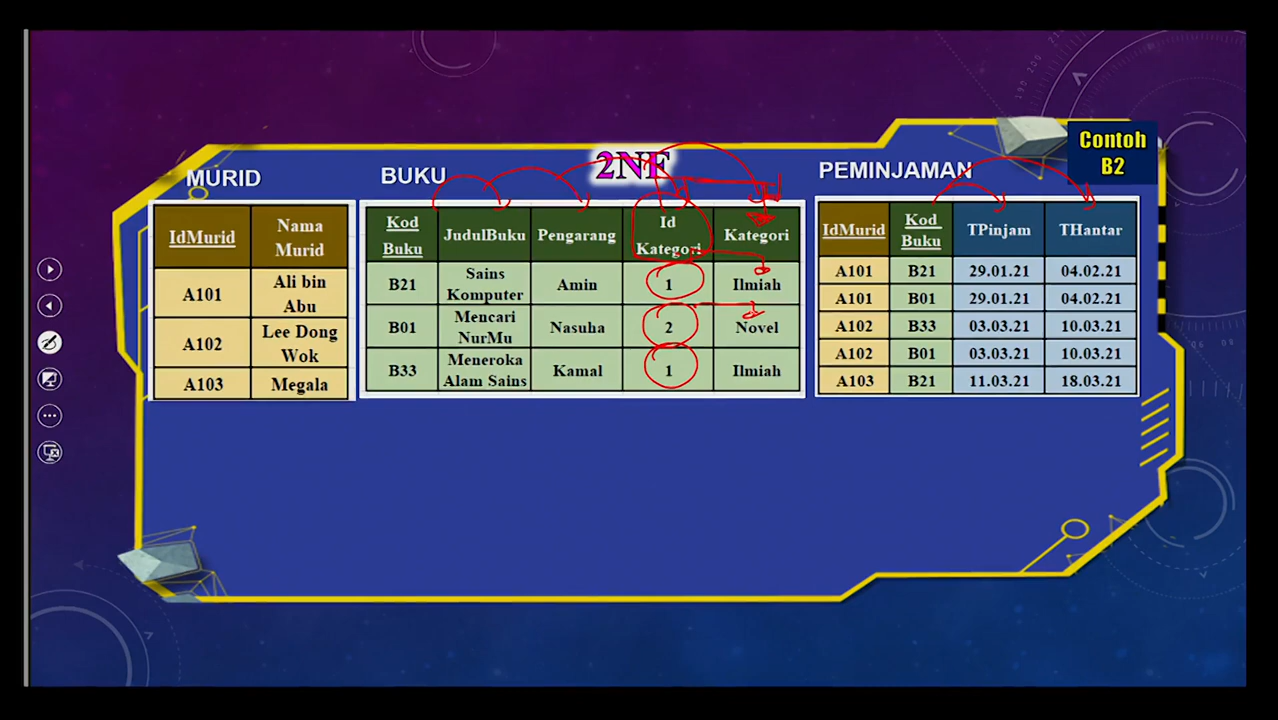 Contoh
B2
2NF
MURID
BUKU
PEMINJAMAN
IdMurid
Nama
Murid
A101
Ali bin
Abu
A102
Lee Dong
Wok
A103
Megala
Kod
Buku
JudulBuku
Pengarang
Id
Kategori
Kategori
B21
Sains
Komputer
Amin
1
Ilmiah
B01
Mencari
NurMu
Nasuha
2
Novel
B33
Meneroka
Alam Sains
Kamal
1
Ilmiah
IdMurid
Kod
Buku
TPinjam
THantar
A101
B21
29.01.21
04.02.21
A101
B01
29.01.21
04.02.21
A102
B33
03.03.21
10.03.21
A102
B01
03.03.21
10.03.21
A103
B21
11.03.21
18.03.21